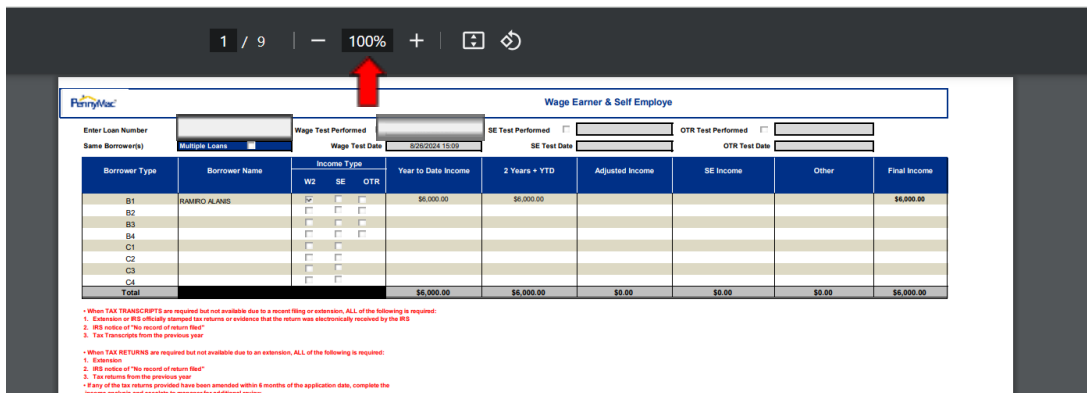 1 / 9 100%
PennyMac
Wage Earner & Self Employe
Enter Loan Number Wage Test Performed SE Test Performed OTR Test Performed
Same Borrower(s) Multiple Loans Wage Test Date 8/26/2024 15:09 SE Test Date OTR Test Date
Borrower Type Borrower Name Income Type Year to Date Income 2 Years + YTD Adjusted Income SE Income Other Final Income
W2 SE OTR
B1 RAMIRO ALANIS $6,000.00 $6,000.00 $6,000.00
B2
B3
B4
C1
C2
C3
C4
Total $6,000.00 $6,000.00 $0.00 $0.00 $0.00 $6,000.00
• When TAX TRANSCRIPTS are required but not available due to a recent filing or extension, ALL of the following is required:
1. Extension or IRS officially stamped tax returns or evidence that the return was electronically received by the IRS
2. IRS notice of "No record of return filed"
3. Tax Transcripts from the previous year
• When TAX RETURNS are required but not available due to an extension, ALL of the following is required:
1. Extension
2. IRS notice of "No record of return filed"
3. Tax returns from the previous year
• If any of the tax returns provided have been amended within 6 months of the application date, complete the